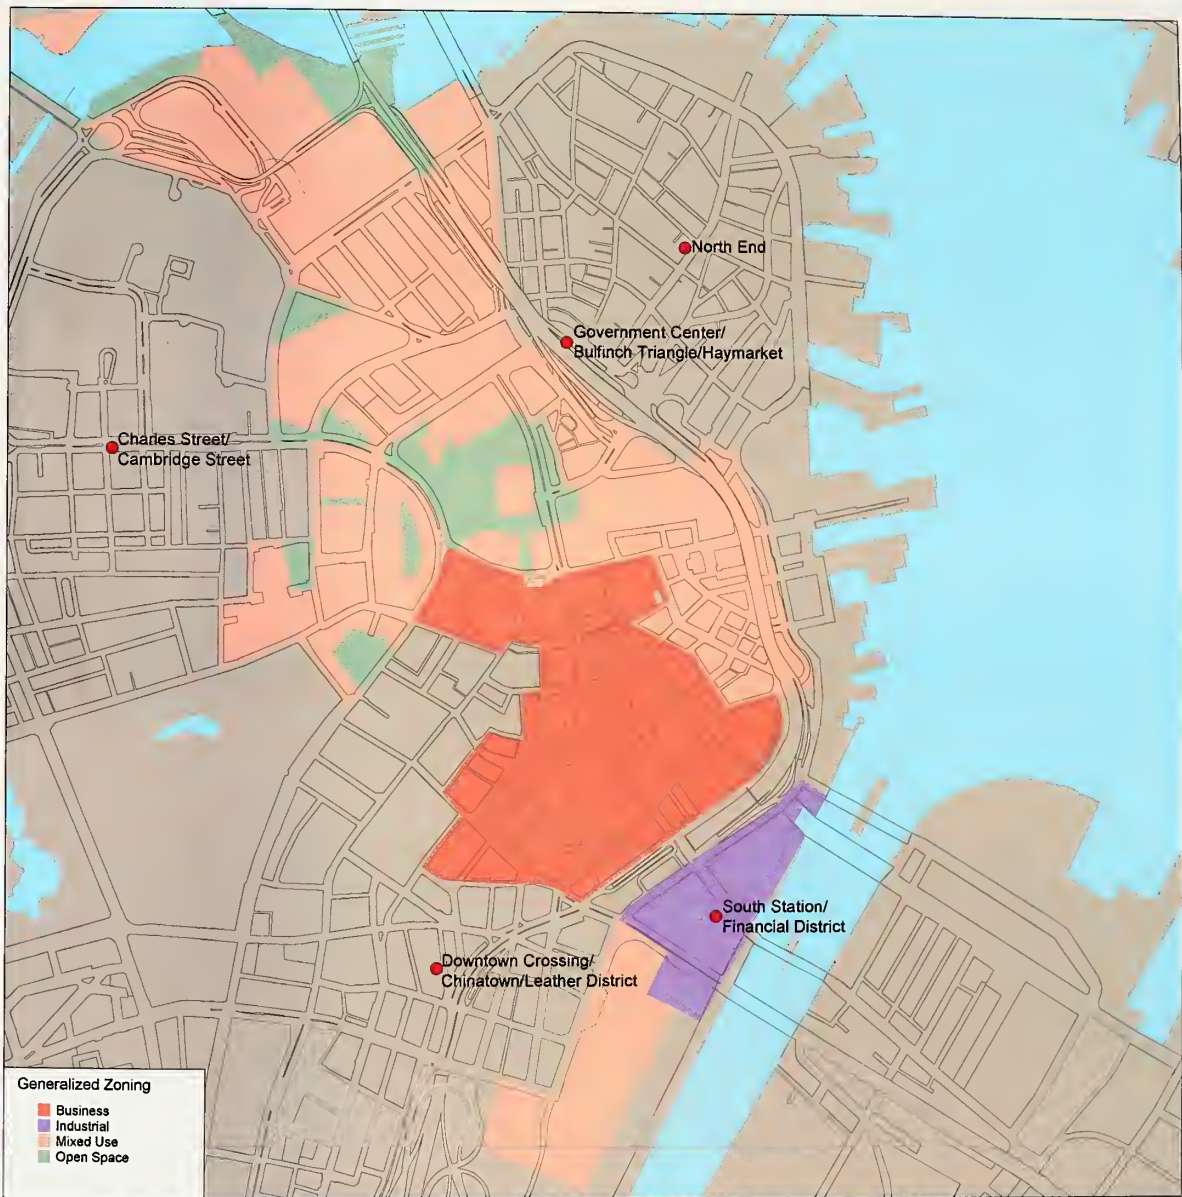 North End
Government Center/
Bulfinch Triangle/Haymarket
Charles Street/
Cambridge Street
South Station/
Financial District
Downtown Crossing/
Chinatown/Leather District
Generalized Zoning
Business
Industrial
Mixed Use
Open Space